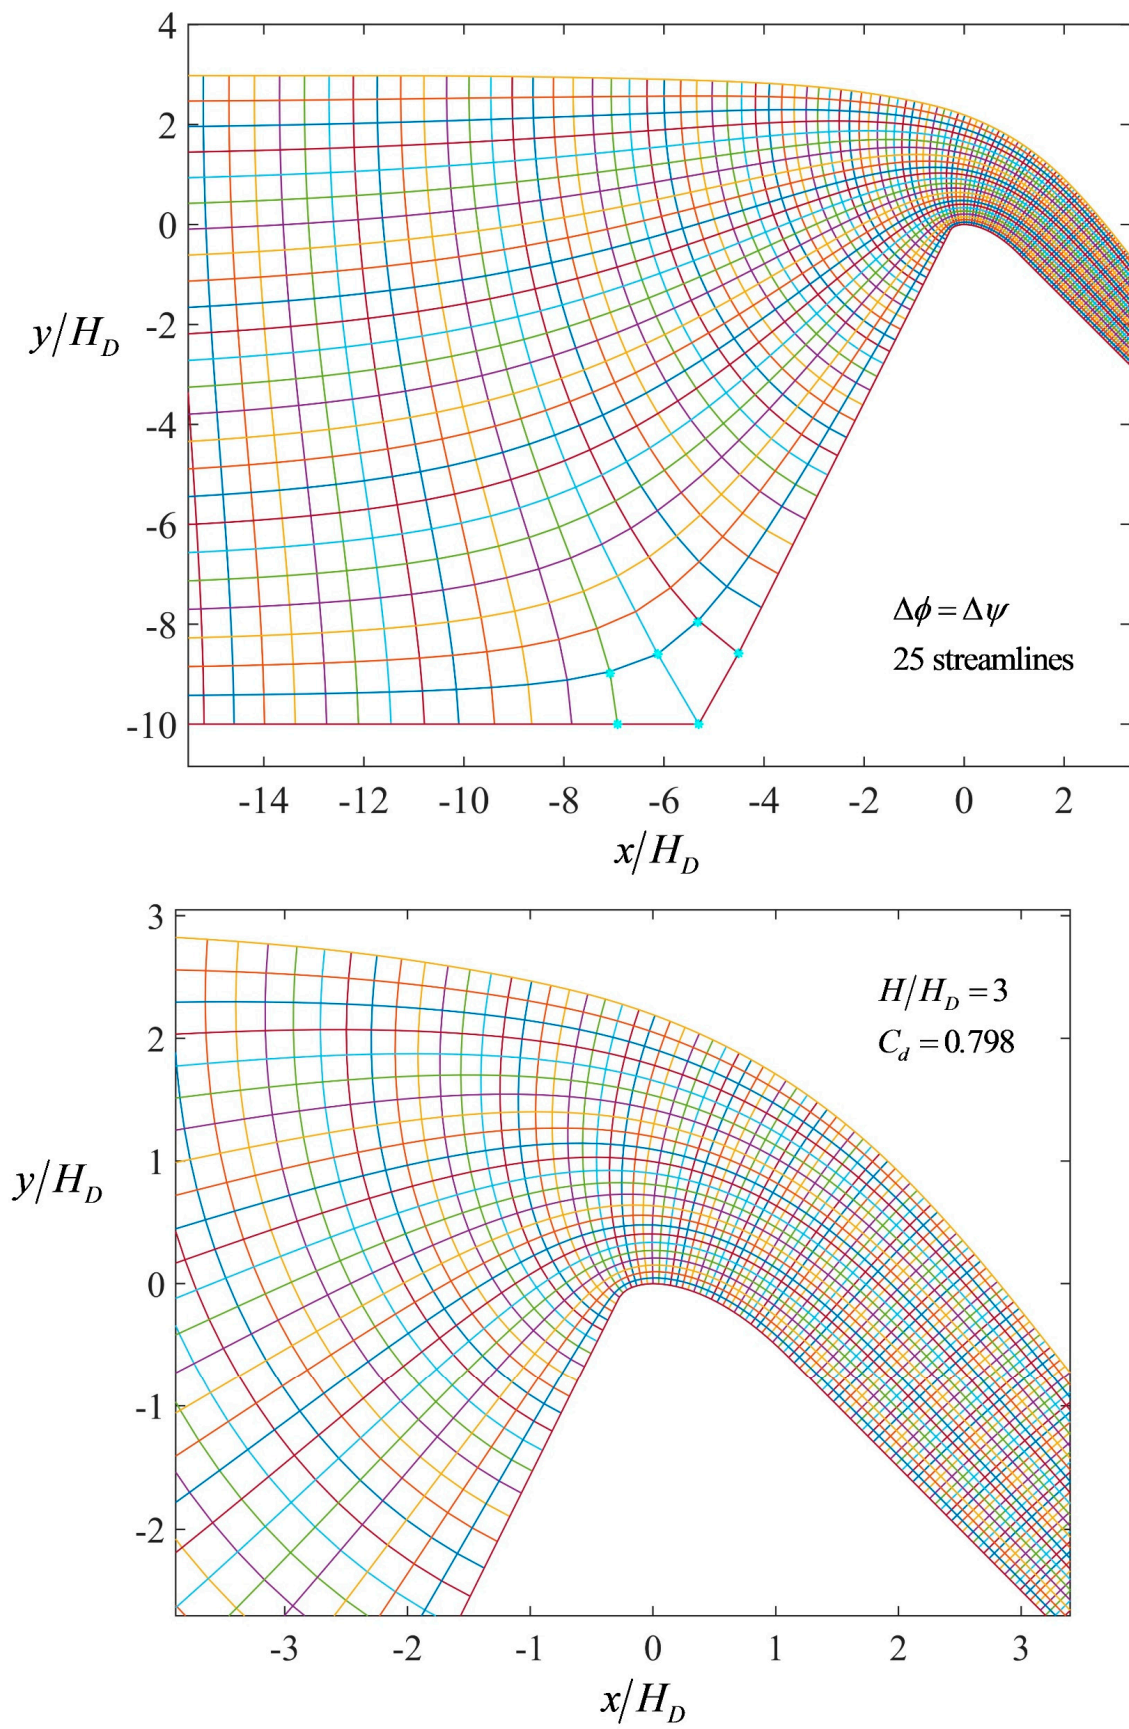 4
2
0
-2
-4
-6
-8
-10
y/H_D
Δϕ = Δψ
25 streamlines
-14 -12 -10 -8 -6 -4 -2 0 2
x/H_D
3
2
1
0
-1
-2
y/H_D
H/H_D = 3
C_d = 0.798
-3 -2 -1 0 1 2 3
x/H_D